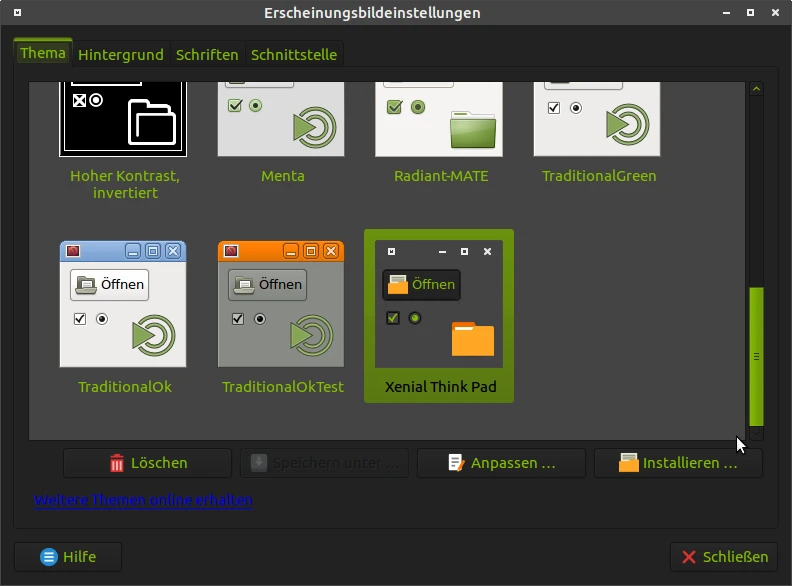 Erscheinungsbildeinstellungen
Thema Hintergrund Schriften Schnittstelle
Hoher Kontrast, invertiert
Menta
Radiant-MATE
TraditionalGreen
Öffnen
Öffnen
Öffnen
TraditionalOk
TraditionalOkTest
Xenial Think Pad
Löschen
Speichern unter ...
Anpassen ...
Installieren ...
Weitere Themen online erhalten
Hilfe
Schließen